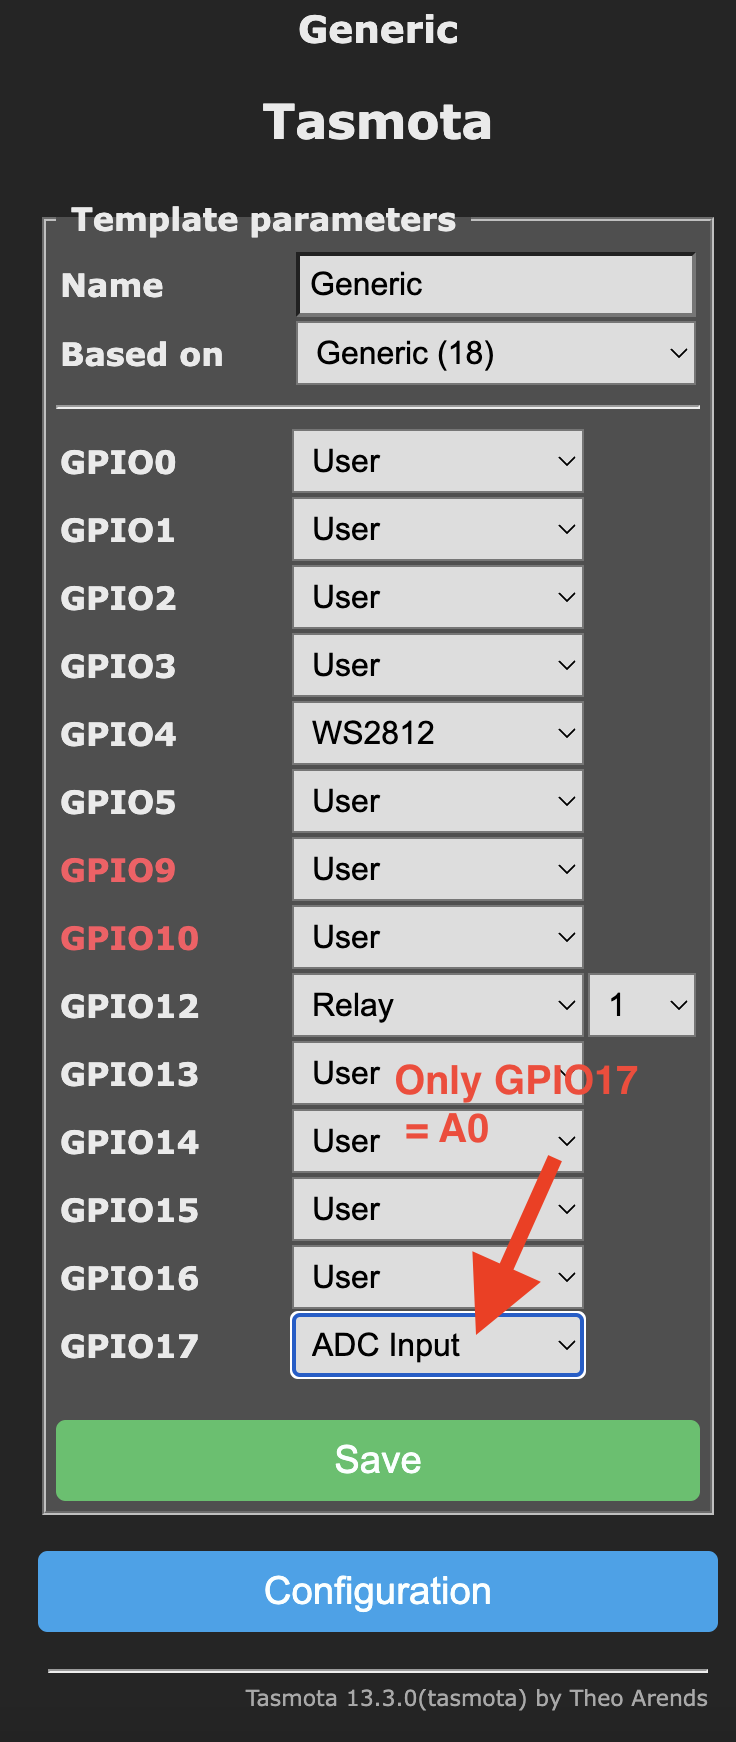 Generic
Tasmota
Template parameters
Name Generic
Based on Generic (18)
GPIO0 User
GPIO1 User
GPIO2 User
GPIO3 User
GPIO4 WS2812
GPIO5 User
GPIO9 User
GPIO10 User
GPIO12 Relay 1
GPIO13 User
Only GPIO17
= A0
GPIO14 User
GPIO15 User
GPIO16 User
GPIO17 ADC Input
Save
Configuration
Tasmota 13.3.0(tasmota) by Theo Arends